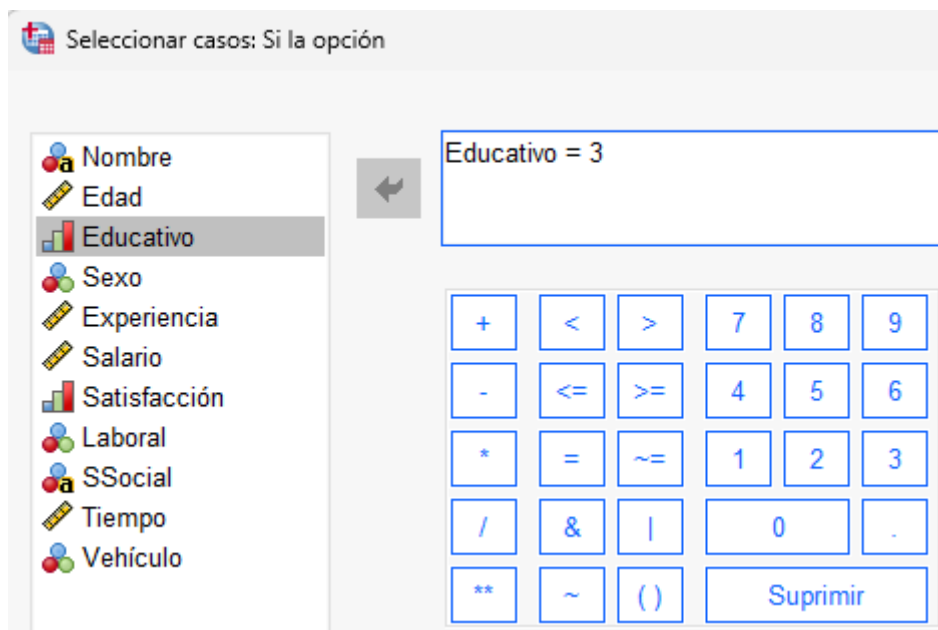 Seleccionar casos: Si la opción
Nombre
Edad
Educativo
Sexo
Experiencia
Salario
Satisfacción
Laboral
SSocial
Tiempo
Vehículo
Educativo = 3
+ < > 7 8 9
- <= >= 4 5 6
* = ~= 1 2 3
/ & | 0 .
** ~ ( ) Suprimir